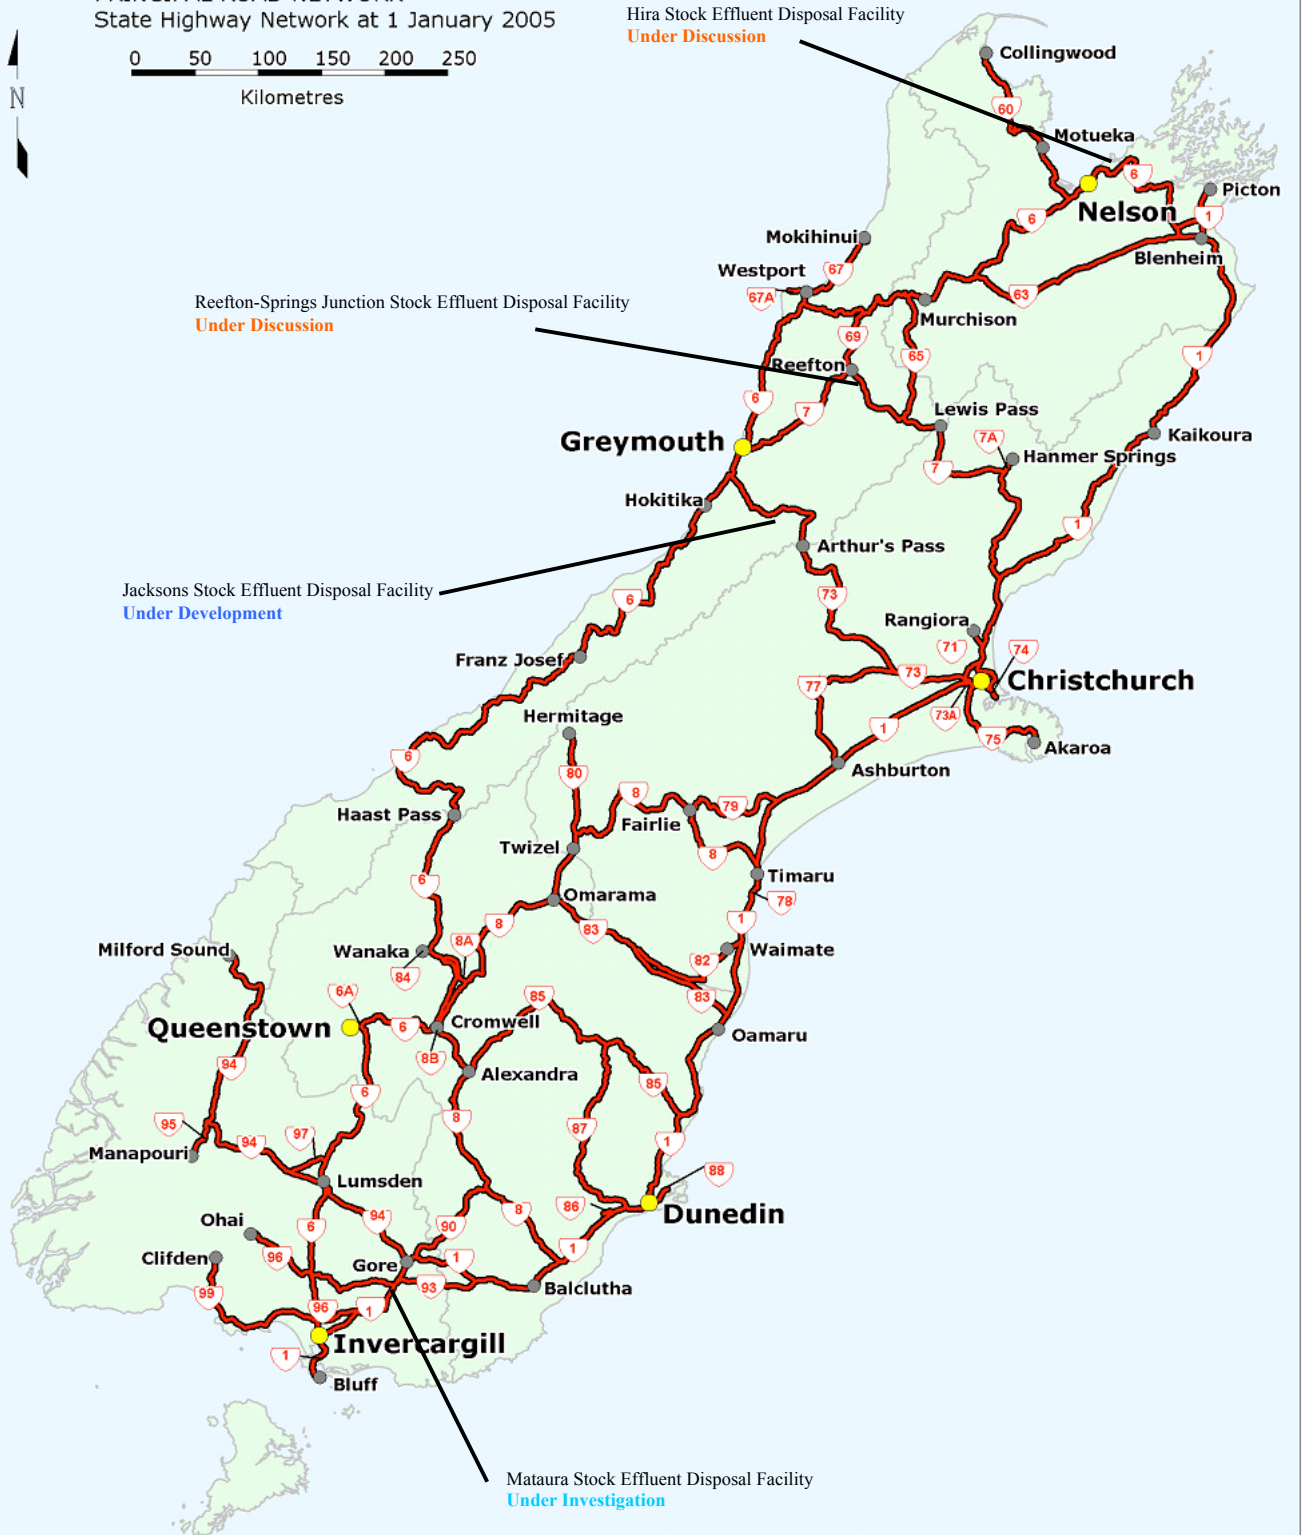 PRINCIPAL ROAD NETWORK
State Highway Network at 1 January 2005
0 50 100 150 200 250
Kilometres
N
Hira Stock Effluent Disposal Facility
Under Discussion
Collingwood
60
Motueka
6
Picton
Nelson
1
6
Mokihinui
Blenheim
Westport
67
67A
63
Reefton-Springs Junction Stock Effluent Disposal Facility
Under Discussion
Murchison
69
65
1
Reefton
6
7
Lewis Pass
7A
Kaikoura
Greymouth
Hanmer Springs
7
Hokitika
1
Arthur's Pass
Jacksons Stock Effluent Disposal Facility
Under Development
6
73
Rangiora
71
74
Franz Josef
73
Christchurch
77
Hermitage
73A
1
75
Akaroa
6
80
Ashburton
8
79
Haast Pass
Fairlie
Twizel
8
6
Timaru
Omarama
78
8
83
1
Milford Sound
Wanaka
8A
Waimate
84
82
6A
85
83
Queenstown
6
Cromwell
Oamaru
8B
94
Alexandra
85
6
8
95
87
94
97
1
Manapouri
88
Lumsden
86
Dunedin
Ohai
6
94
90
8
Clifden
96
1
1
Gore
93
Balclutha
99
96
1
Invercargill
1
Bluff
Mataura Stock Effluent Disposal Facility
Under Investigation